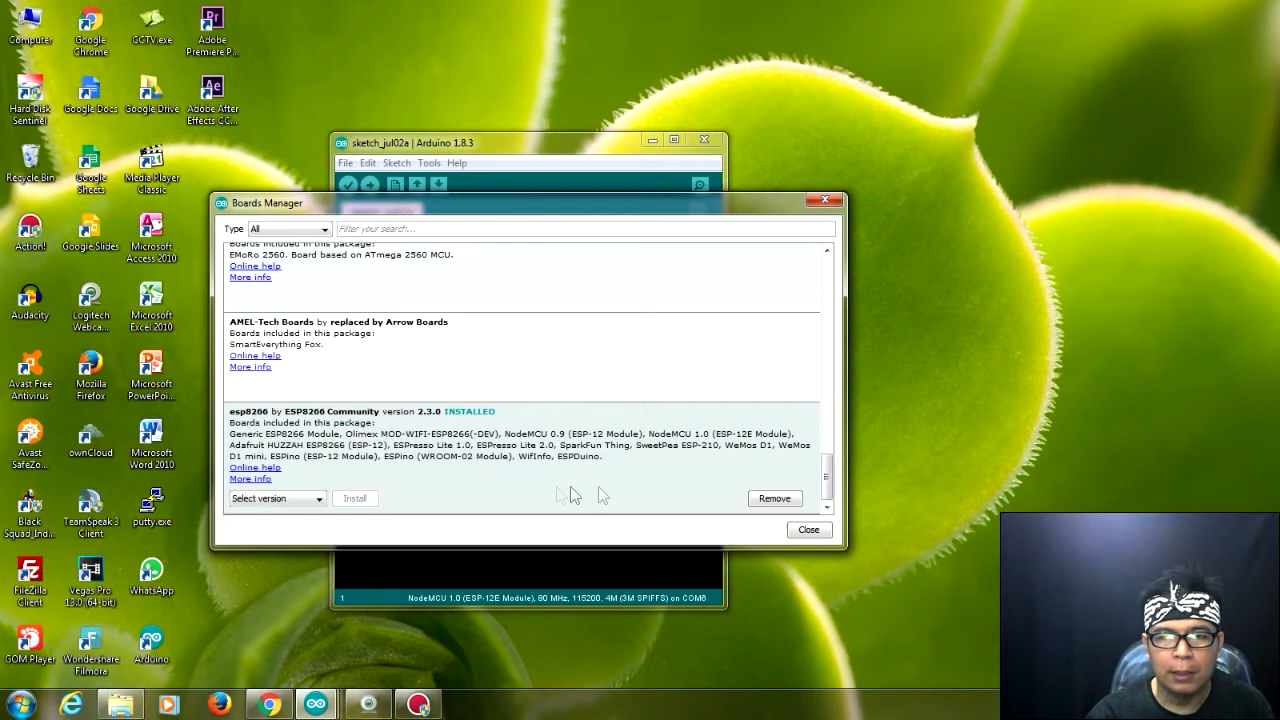 Computer
Google Chrome
CCTV.exe
Adobe Premiere P...
Hard Disk Sentinel
Google Docs
Google Drive
Adobe After Effects CC...
Recycle Bin
Google Sheets
Media Player Classic
Action!
Google Slides
Microsoft Access 2010
Audacity
Logitech Webca...
Microsoft Excel 2010
Avast Free Antivirus
Mozilla Firefox
Microsoft PowerPoi...
Avast SafeZo...
ownCloud
Microsoft Word 2010
Black Squad_Ind...
TeamSpeak 3 Client
putty.exe
FileZilla Client
Vegas Pro 13.0 (64-bit)
WhatsApp
GOM Player
Wondershare Filmora
Arduino
sketch_jul02a | Arduino 1.8.3
File Edit Sketch Tools Help
Boards Manager
Type All Filter your search...
Boards included in this package:
EMoRo 2560. Board based on ATmega 2560 MCU.
Online help
More info
AMEL-Tech Boards by replaced by Arrow Boards
Boards included in this package:
SmartEverything Fox.
Online help
More info
esp8266 by ESP8266 Community version 2.3.0 INSTALLED
Boards included in this package:
Generic ESP8266 Module, Olimex MOD-WIFI-ESP8266(-DEV), NodeMCU 0.9 (ESP-12 Module), NodeMCU 1.0 (ESP-12E Module),
Adafruit HUZZAH ESP8266 (ESP-12), ESPresso Lite 1.0, ESPresso Lite 2.0, SparkFun Thing, SweetPea ESP-210, WeMos D1, WeMos
D1 mini, ESPino (ESP-12 Module), ESPino (WROOM-02 Module), WifInfo, ESPDuino.
Online help
More info
Select version Install Remove
Close
1 NodeMCU 1.0 (ESP-12E Module), 80 MHz, 115200, 4M (3M SPIFFS) on COM6